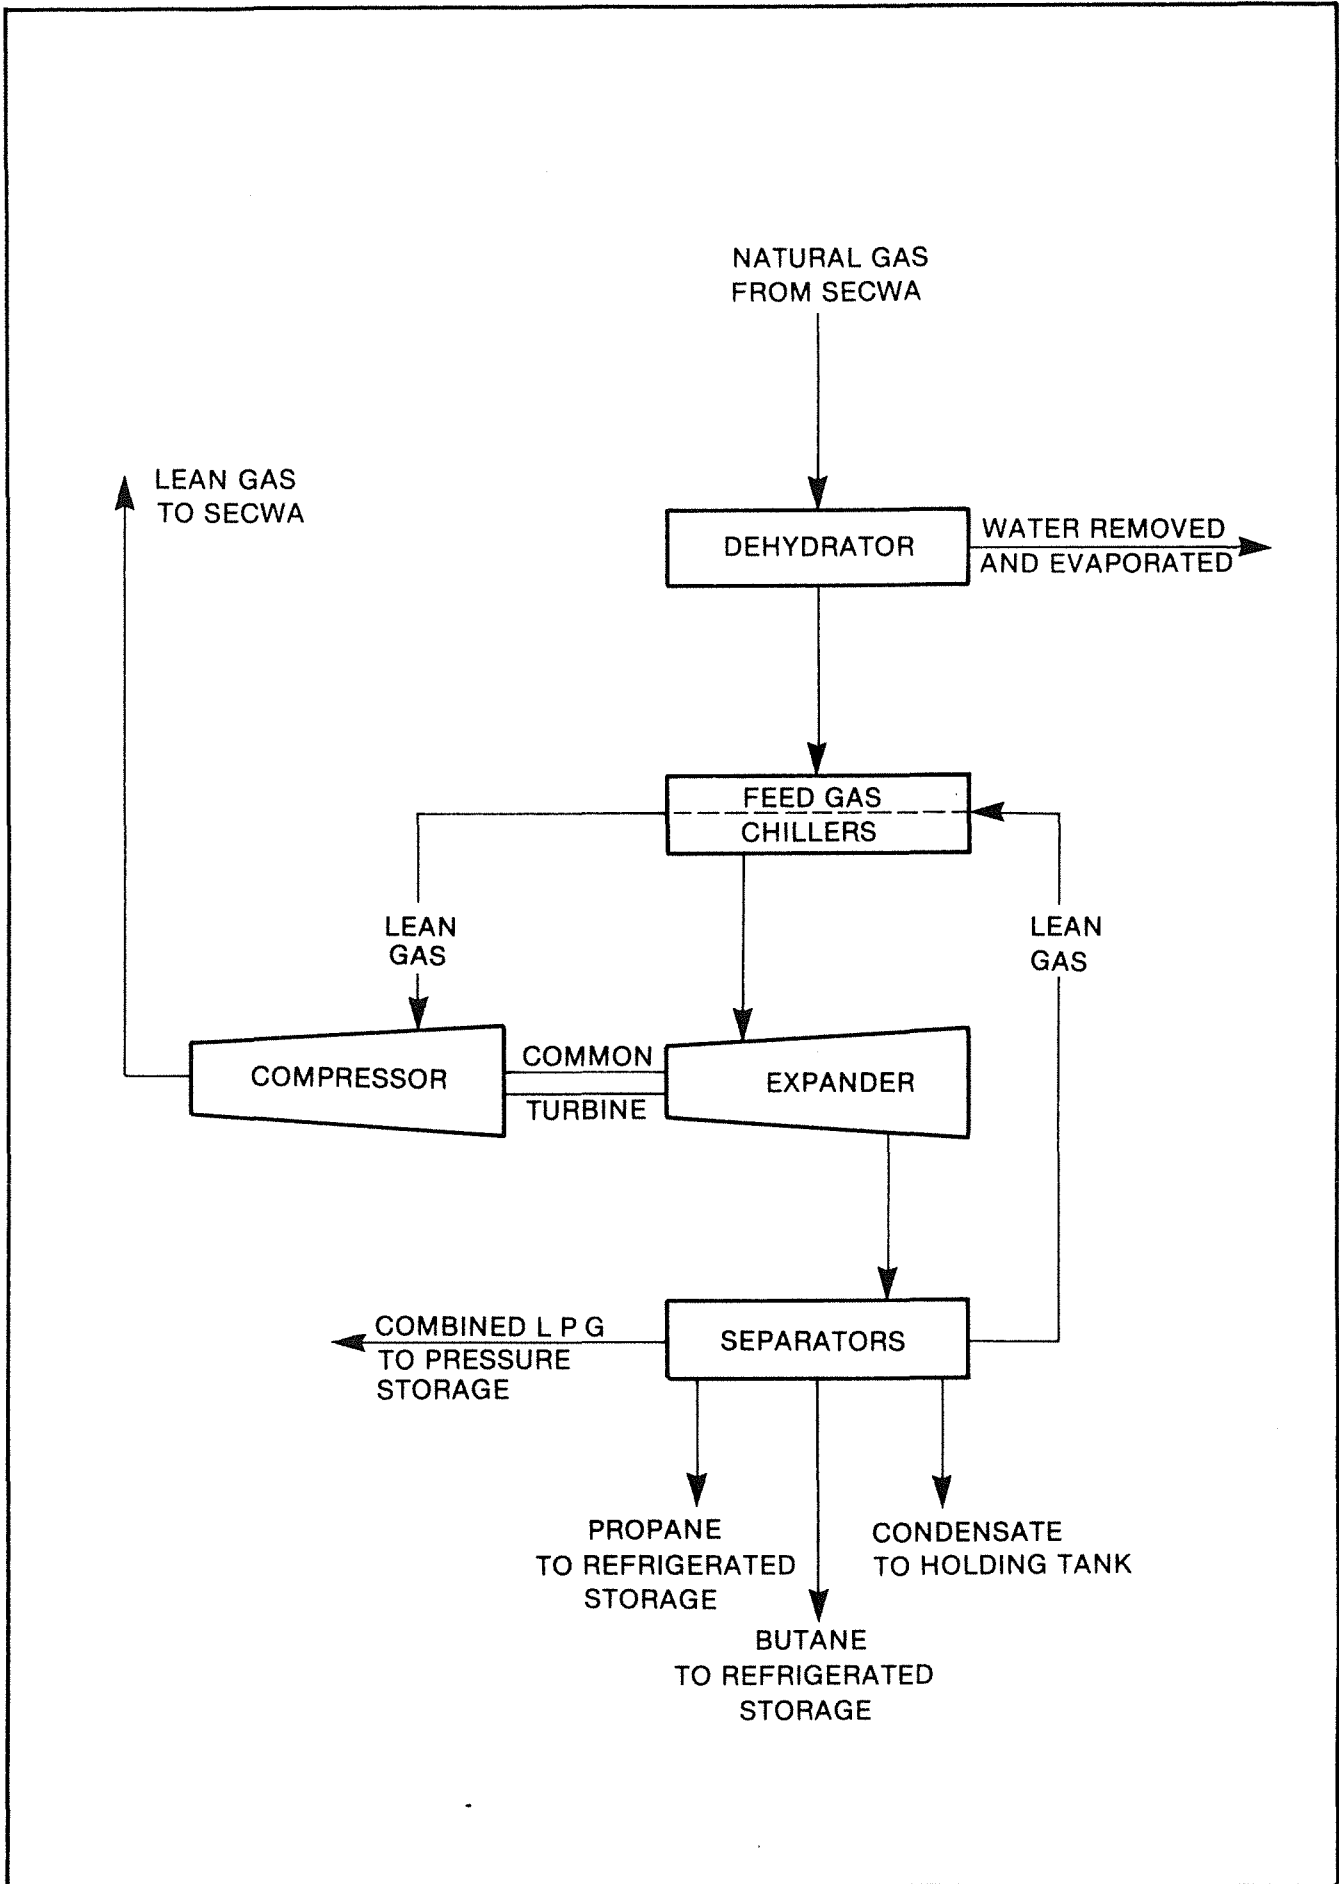 NATURAL GAS
FROM SECWA
LEAN GAS
TO SECWA
DEHYDRATOR
WATER REMOVED
AND EVAPORATED
FEED GAS
CHILLERS
LEAN
GAS
LEAN
GAS
COMPRESSOR
COMMON
TURBINE
EXPANDER
COMBINED L P G
TO PRESSURE
STORAGE
SEPARATORS
PROPANE
TO REFRIGERATED
STORAGE
CONDENSATE
TO HOLDING TANK
BUTANE
TO REFRIGERATED
STORAGE